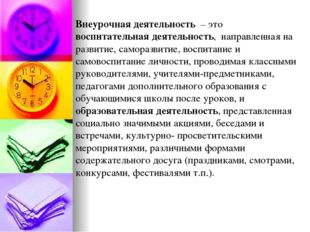 Внеурочная деятельность – это
воспитательная деятельность, направленная на
развитие, саморазвитие, воспитание и
самовоспитание личности, проводимая классными
руководителями, учителями-предметниками,
педагогами дополнительного образования с
обучающимися школы после уроков, и
образовательная деятельность, представленная
социально значимыми акциями, беседами и
встречами, культурно- просветительскими
мероприятиями, различными формами
содержательного досуга (праздниками, смотрами,
конкурсами, фестивалями т.п.).